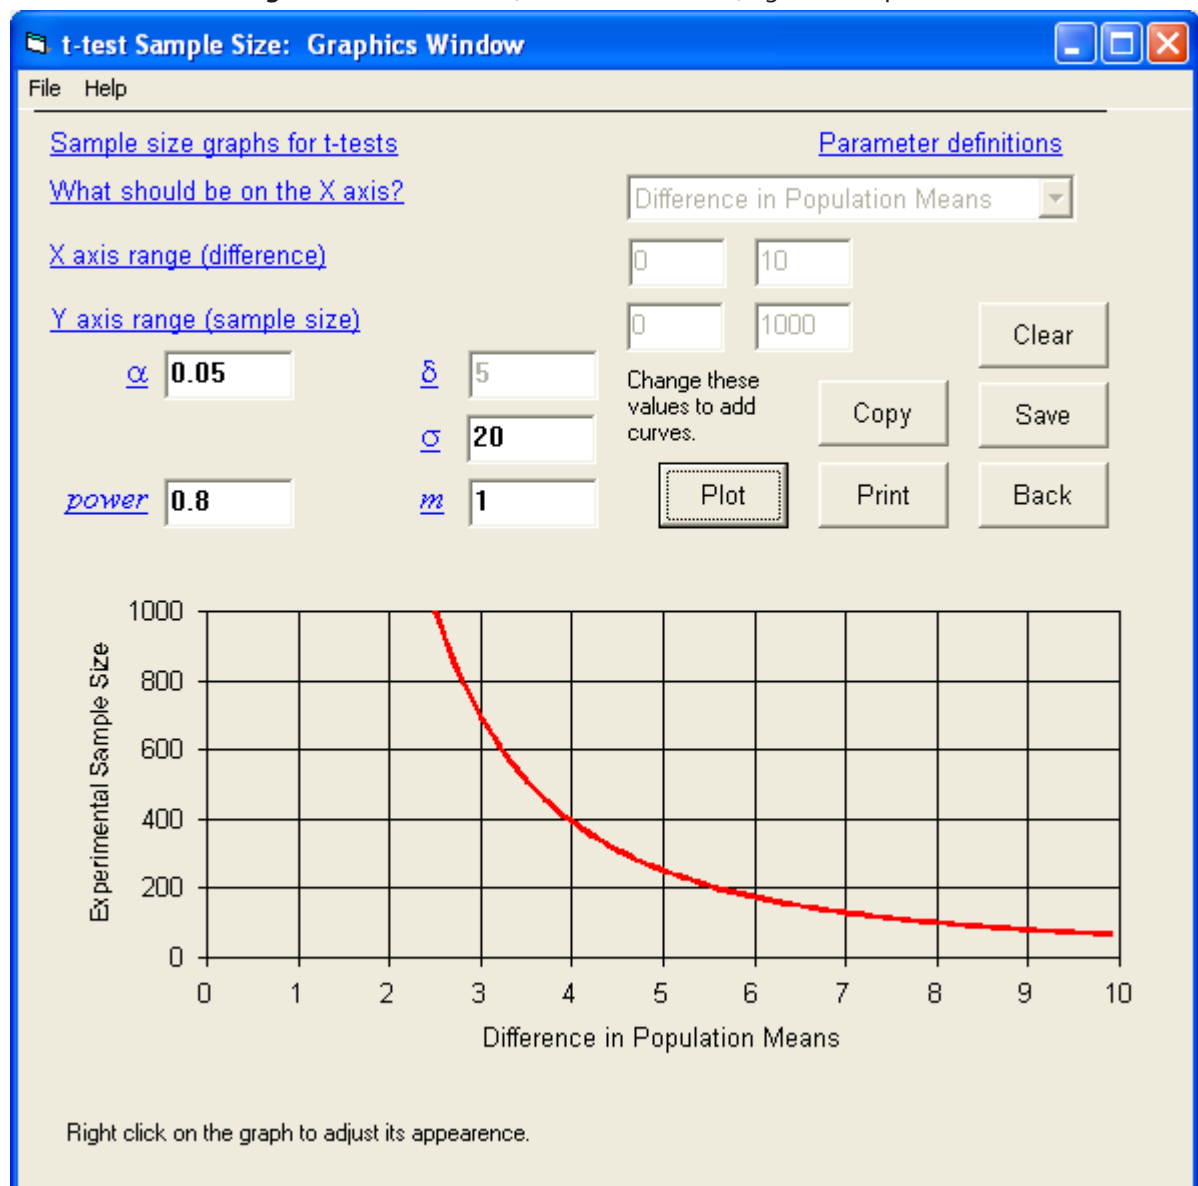 t-test Sample Size: Graphics Window
File Help
Sample size graphs for t-tests Parameter definitions
What should be on the X axis? Difference in Population Means
X axis range (difference) 0 10
Y axis range (sample size) 0 1000 Clear
α 0.05 δ 5
Change these
values to add
curves.
Copy Save
σ 20
power 0.8 m 1 Plot Print Back
1000
800
600
400
200
0
Experimental Sample Size
0 1 2 3 4 5 6 7 8 9 10
Difference in Population Means
Right click on the graph to adjust its appearence.